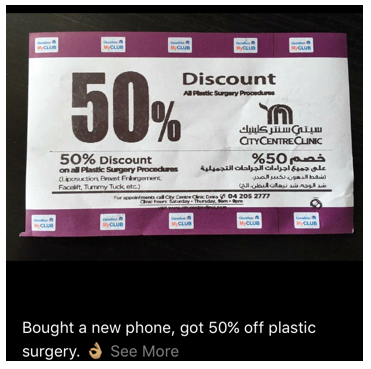 Carrefour MyCLUB Carrefour MyCLUB Carrefour MyCLUB Carrefour MyCLUB Carrefour MyCLUB
50%
Discount
All Plastic Surgery Procedures
سيتي سنتر كلينيك
CITY CENTRE CLINIC
50% Discount
on all Plastic Surgery Procedures
(Liposuction, Breast Enlargement,
Facelift, Tummy Tuck, etc.)
خصم 50%
على جميع اجراءات الجراحات التجميلية
(شفط الدهون، تكبير الصدر،
شد الوجه، شد ترهلات البطن، الخ)
For appointments call City Centre Clinic Deira 04 295 2777
Clinic hours: Saturday - Thursday, 9am - 9pm
Carrefour MyCLUB Carrefour MyCLUB Carrefour MyCLUB Carrefour MyCLUB Carrefour MyCLUB
Bought a new phone, got 50% off plastic
surgery. 👌🏽 See More